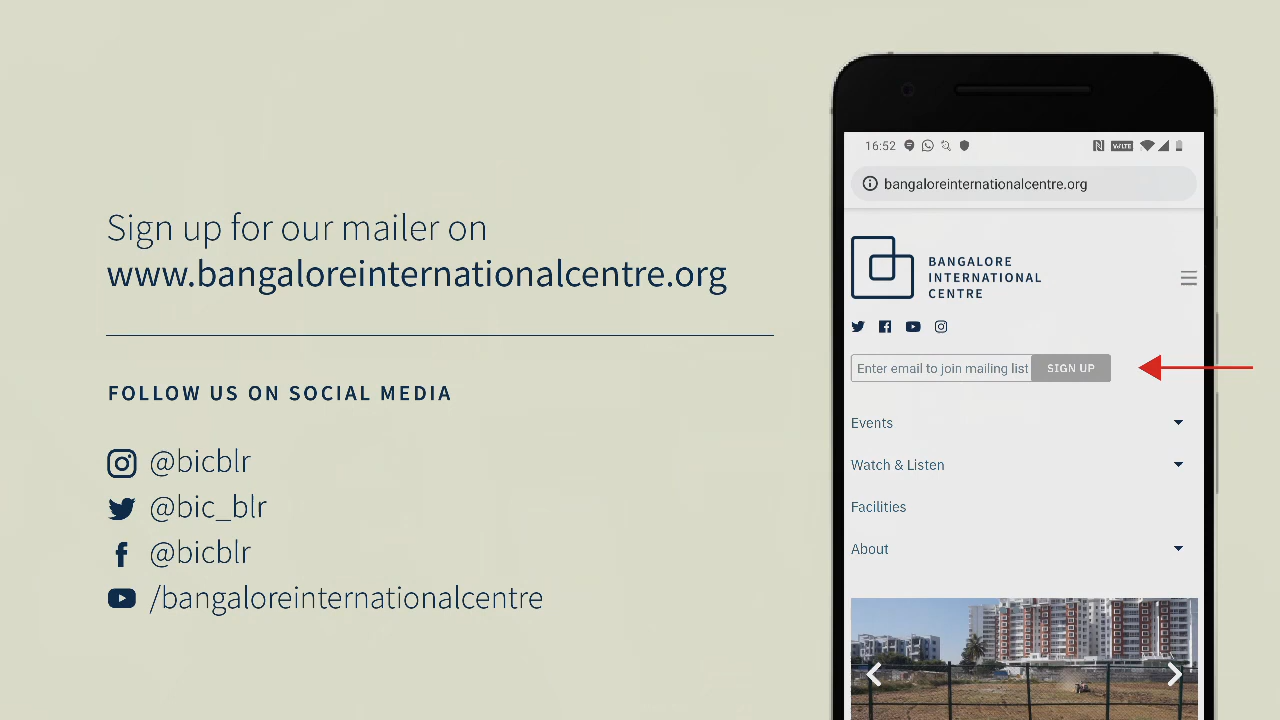 Sign up for our mailer on
www.bangaloreinternationalcentre.org
FOLLOW US ON SOCIAL MEDIA
@bicblr
@bic_blr
@bicblr
/bangaloreinternationalcentre
16:52
VoLTE
bangaloreinternationalcentre.org
BANGALORE
INTERNATIONAL
CENTRE
Enter email to join mailing list SIGN UP
Events
Watch & Listen
Facilities
About